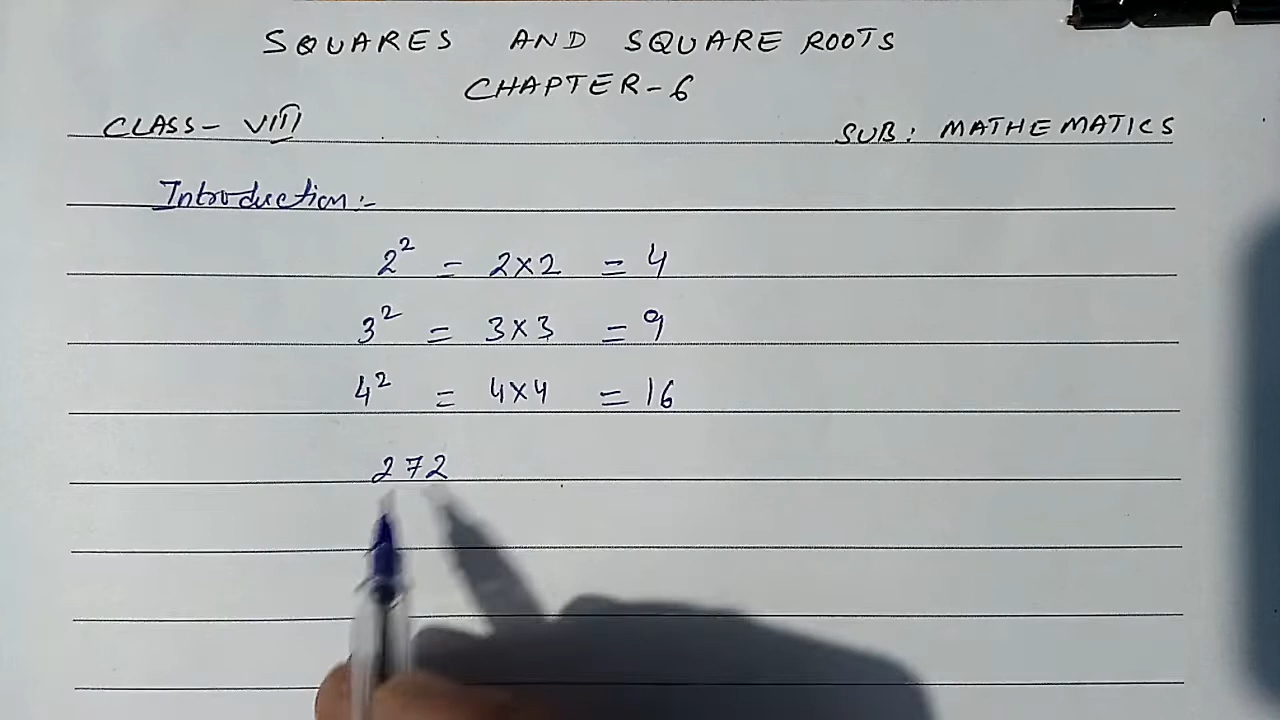 SQUARES AND SQUARE ROOTS
CHAPTER-6
CLASS- VIII SUB: MATHEMATICS
Introduction:-
2² = 2×2 = 4
3² = 3×3 = 9
4² = 4×4 = 16
272